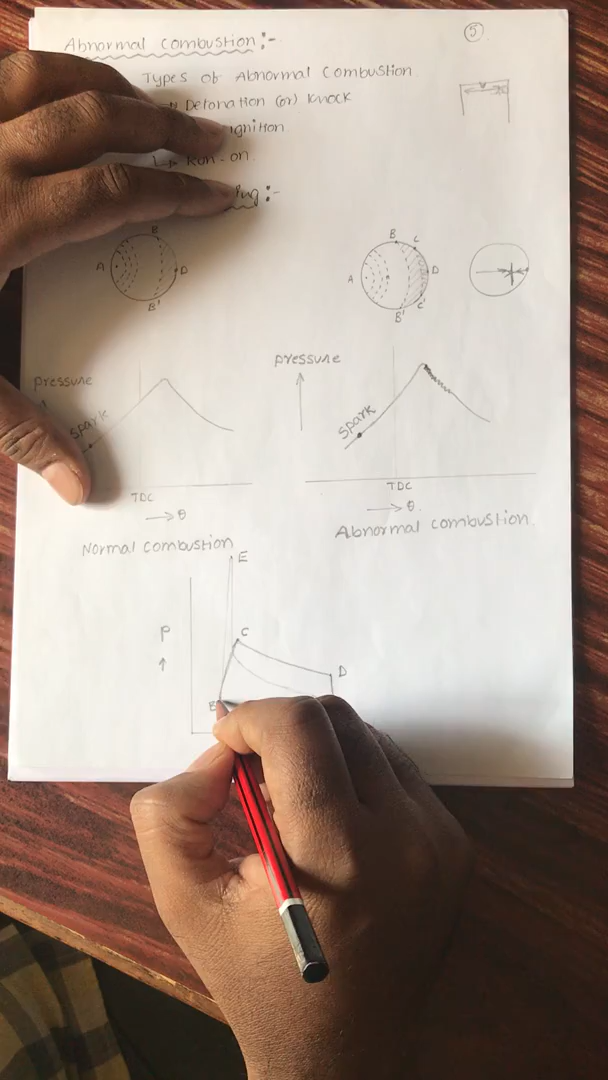 5
Abnormal Combustion :-
Types of Abnormal Combustion
Detonation (or) Knock
ignition
Run-on
:-
B
A
D
B'
B
C
A
D
B'
C'
pressure
spark
TDC
→ θ
Normal combustion
pressure
spark
TDC
→ θ.
Abnormal combustion.
E
P
C
D